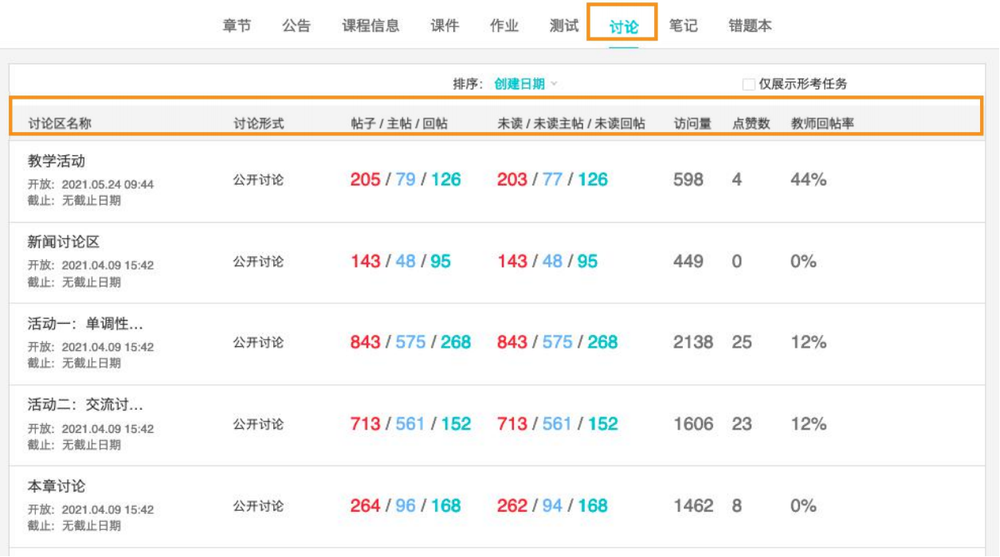 章节 公告 课程信息 课件 作业 测试 讨论 笔记 错题本
排序: 创建日期 仅展示形考任务
讨论区名称 讨论形式 帖子 / 主帖 / 回帖 未读 / 未读主帖 / 未读回帖 访问量 点赞数 教师回帖率
教学活动
开放: 2021.05.24 09:44
截止: 无截止日期
公开讨论 205 / 79 / 126 203 / 77 / 126 598 4 44%
新闻讨论区
开放: 2021.04.09 15:42
截止: 无截止日期
公开讨论 143 / 48 / 95 143 / 48 / 95 449 0 0%
活动一: 单调性...
开放: 2021.04.09 15:42
截止: 无截止日期
公开讨论 843 / 575 / 268 843 / 575 / 268 2138 25 12%
活动二: 交流讨...
开放: 2021.04.09 15:42
截止: 无截止日期
公开讨论 713 / 561 / 152 713 / 561 / 152 1606 23 12%
本章讨论
开放: 2021.04.09 15:42
截止: 无截止日期
公开讨论 264 / 96 / 168 262 / 94 / 168 1462 8 0%